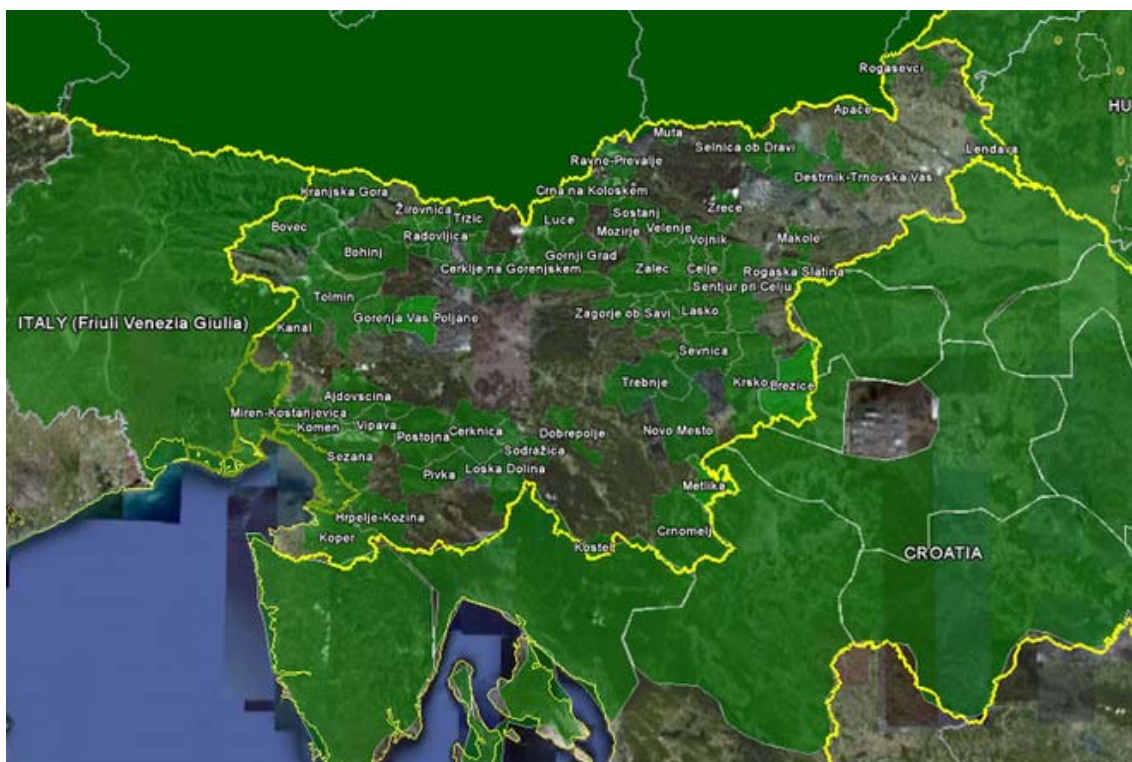 Rogasevci
HU
Apače
Muta
Selnica ob Dravi
Lendava
Ravne-Prevalje
Destrnik-Trnovska Vas
Kranjska Gora
Crna na Koloskem
Žirovnica
Trzic
Luce
Sostanj
Zrece
Bovec
Radovljica
Mozirje
Velenje
Vojnik
Makole
Bohinj
Gornji Grad
Cerklje na Gorenjskem
Zalec
Celje
Rogaska Slatina
Sentjur pri Celju
Tolmin
ITALY (Friuli Venezia Giulia)
Kanal
Gorenja Vas Poljane
Zagorje ob Savi
Lasko
Sevnica
Trebnje
Krsko
Brezice
Ajdovscina
Miren-Kostanjevica
Komen
Vipava
Postojna
Cerknica
Dobrepolje
Novo Mesto
Sodražica
Sezana
Pivka
Loska Dolina
Metlika
Hrpelje-Kozina
Koper
Crnomelj
Kostel
CROATIA